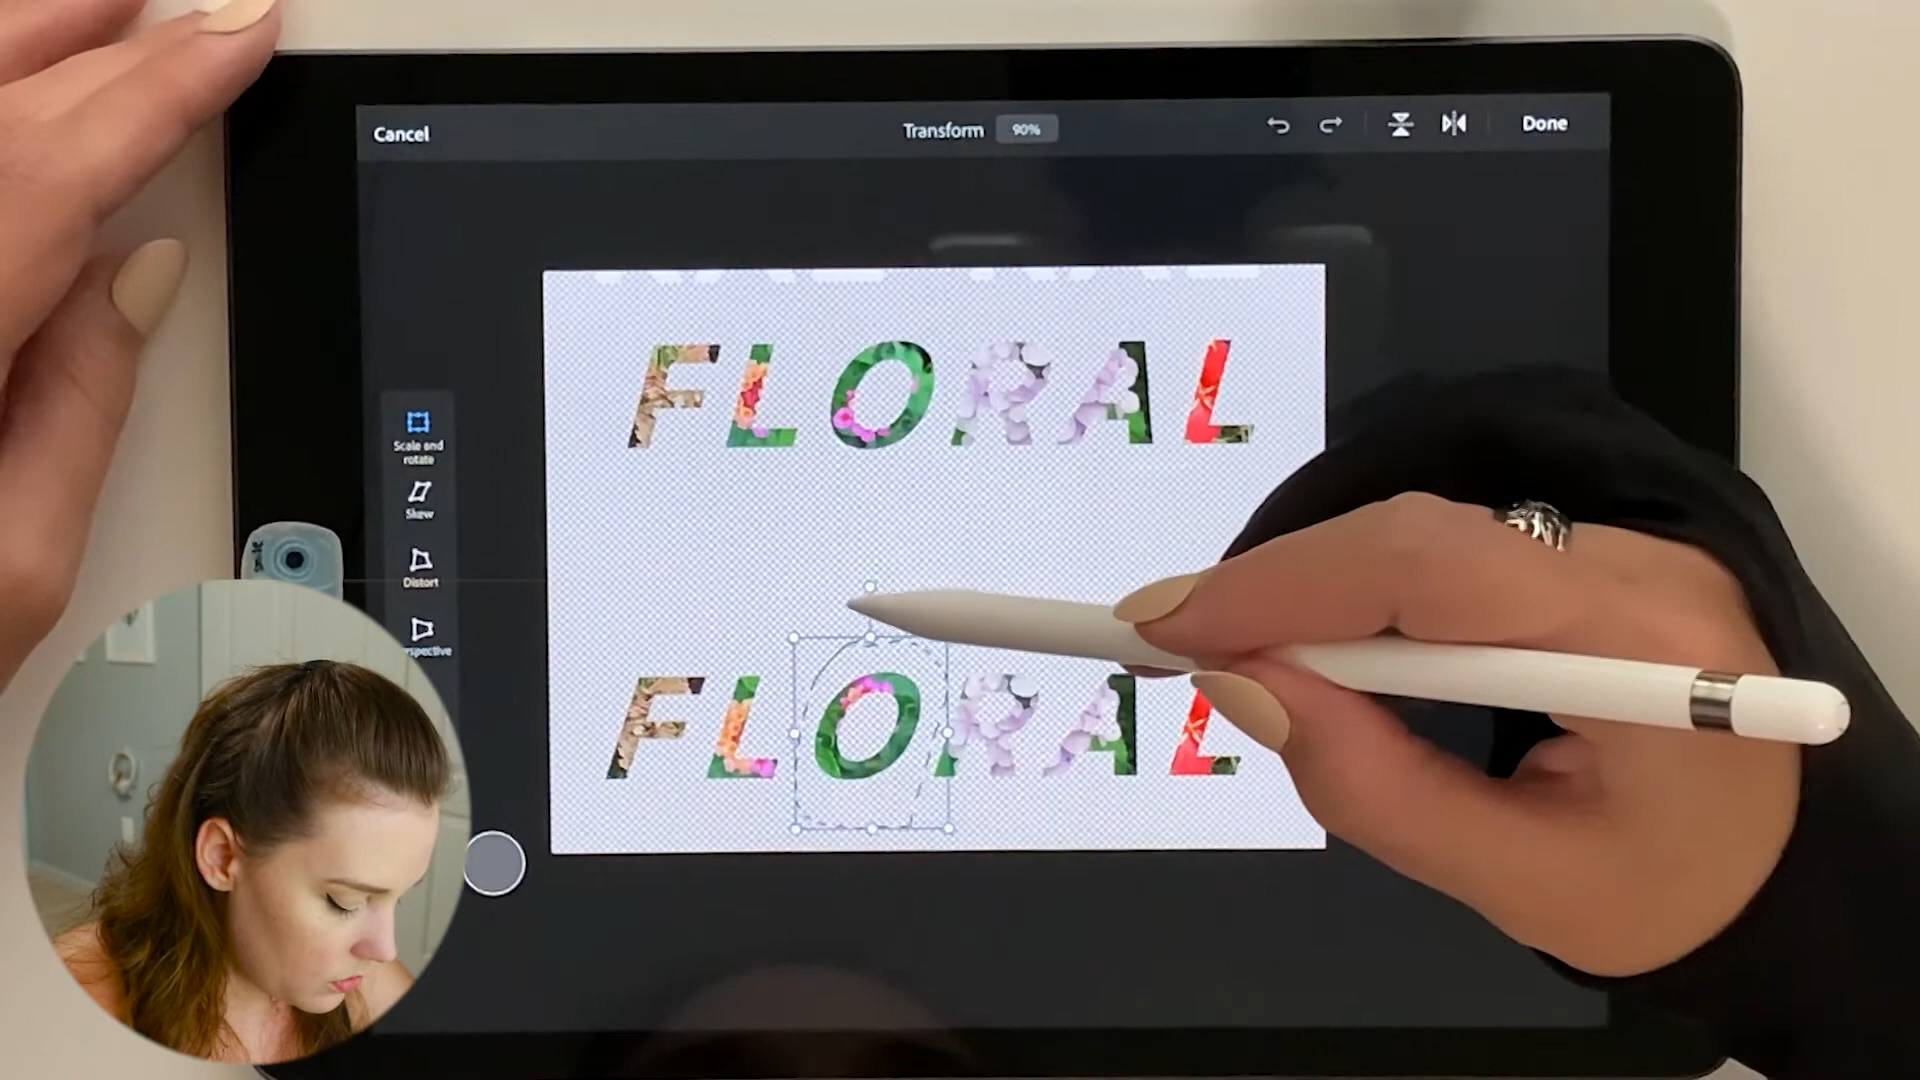 Cancel
Transform 90%
Done
FLORAL
Scale and
rotate
Skew
Distort
rspective
FLORAL